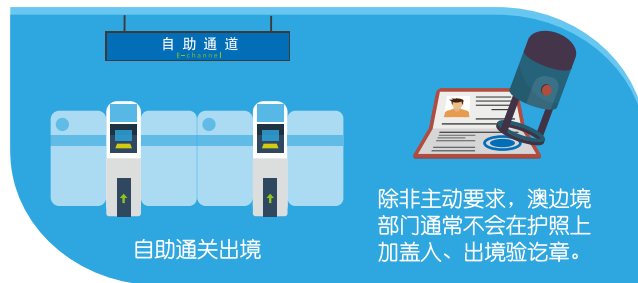 自助通道
E-channel
自助通关出境
除非主动要求，澳边境
部门通常不会在护照上
加盖入、出境验讫章。